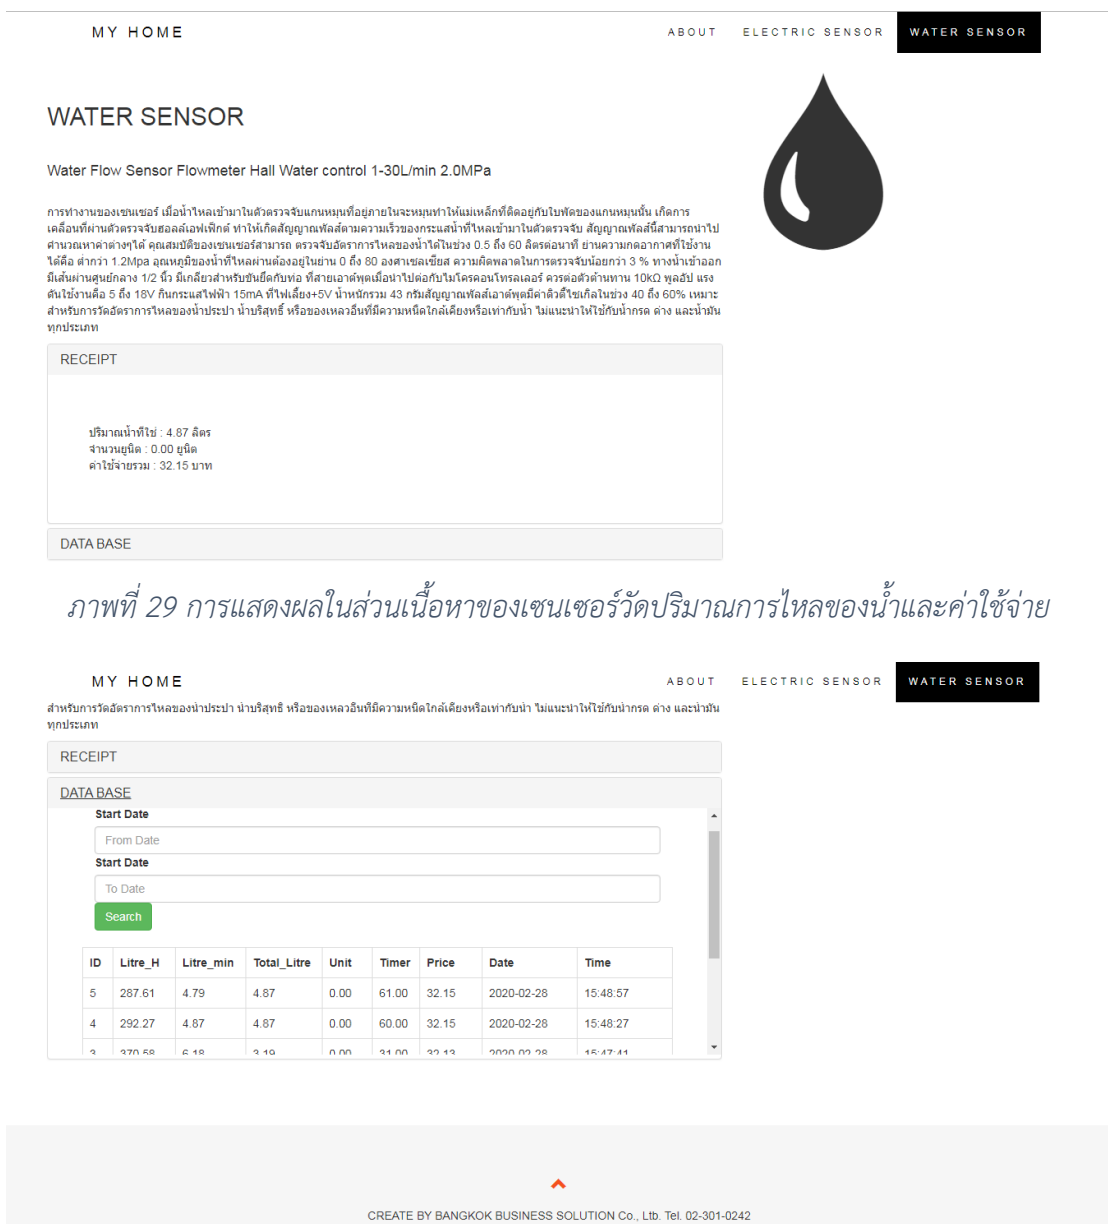 MY HOME
ABOUT ELECTRIC SENSOR WATER SENSOR
WATER SENSOR
Water Flow Sensor Flowmeter Hall Water control 1-30L/min 2.0MPa
การทำงานของเซนเซอร์ เมื่อน้ำไหลเข้ามาในตัวตรวจจับแกนหมุนที่อยู่ภายในจะหมุนทำให้แม่เหล็กที่ติดอยู่กับใบพัดของแกนหมุนนั้น เกิดการ
เคลื่อนที่ผ่านตัวตรวจจับฮอลล์เอฟเฟ็กต์ ทำให้เกิดสัญญาณพัลส์ตามความเร็วของกระแสน้ำที่ไหลเข้ามาในตัวตรวจจับ สัญญาณพัลส์นี้สามารถนำไป
คำนวณหาค่าต่างๆได้ คุณสมบัติของเซนเซอร์สามารถ ตรวจจับอัตราการไหลของน้ำได้ในช่วง 0.5 ถึง 60 ลิตรต่อนาที ย่านความกดอากาศที่ใช้งาน
ได้คือ ต่ำกว่า 1.2Mpa อุณหภูมิของน้ำที่ไหลผ่านต้องอยู่ในย่าน 0 ถึง 80 องศาเซลเซียส ความผิดพลาดในการตรวจจับน้อยกว่า 3 % ทางน้ำเข้าออก
มีเส้นผ่านศูนย์กลาง 1/2 นิ้ว มีเกลียวสำหรับขันยึดกับท่อ ที่สายเอาต์พุตเมื่อนำไปต่อกับไมโครคอนโทรลเลอร์ ควรต่อตัวต้านทาน 10KΩ พูลอัป แรง
ดันใช้งานคือ 5 ถึง 18V กินกระแสไฟฟ้า 15mA ที่ไฟเลี้ยง+5V น้ำหนักรวม 43 กรัมสัญญาณพัลส์เอาต์พุตมีค่าดิวตี้ไซเกิลในช่วง 40 ถึง 60% เหมาะ
สำหรับการวัดอัตราการไหลของน้ำประปา น้ำบริสุทธิ์ หรือของเหลวอื่นที่มีความหนืดใกล้เคียงหรือเท่ากับน้ำ ไม่แนะนำให้ใช้กับน้ำกรด ด่าง และน้ำมัน
ทุกประเภท
RECEIPT
ปริมาณน้ำที่ใช่ : 4.87 ลิตร
จำนวนยูนิต : 0.00 ยูนิต
ค่าใช้จ่ายรวม : 32.15 บาท
DATA BASE
ภาพที่ 29 การแสดงผลในส่วนเนื้อหาของเซนเซอร์วัดปริมาณการไหลของน้ำและค่าใช้จ่าย
MY HOME
ABOUT ELECTRIC SENSOR WATER SENSOR
สำหรับการวัดอัตราการไหลของน้ำประปา น้ำบริสุทธิ์ หรือของเหลวอื่นที่มีความหนืดใกล้เคียงหรือเท่ากับน้ำ ไม่แนะนำให้ใช้กับน้ำกรด ด่าง และน้ำมัน
ทุกประเภท
RECEIPT
DATA BASE
Start Date
From Date
Start Date
To Date
Search
ID Litre_H Litre_min Total_Litre Unit Timer Price Date Time
5 287.61 4.79 4.87 0.00 61.00 32.15 2020-02-28 15:48:57
4 292.27 4.87 4.87 0.00 60.00 32.15 2020-02-28 15:48:27
3 370.58 6.18 3.19 0.00 31.00 32.13 2020-02-28 15:47:41
CREATE BY BANGKOK BUSINESS SOLUTION Co., Ltb. Tel. 02-301-0242